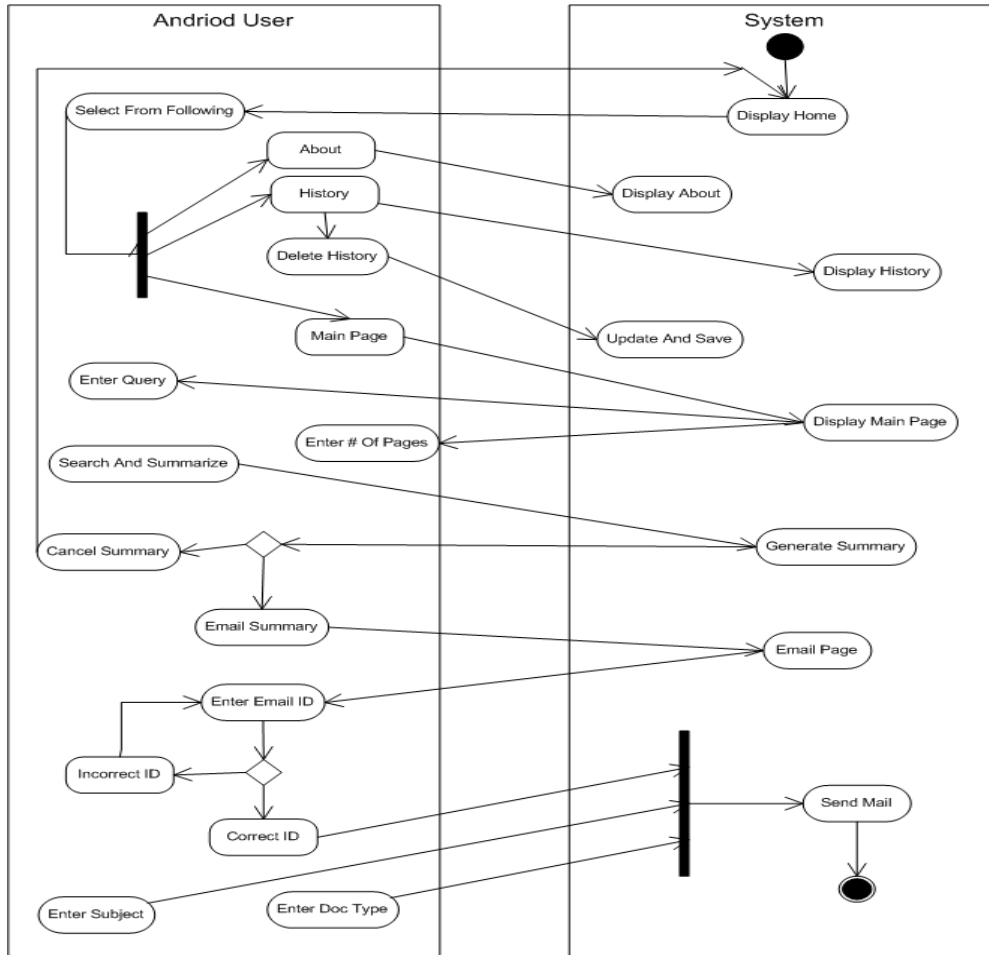 Andriod User
System
Select From Following
Display Home
About
Display About
History
Delete History
Display History
Main Page
Update And Save
Enter Query
Display Main Page
Enter # Of Pages
Search And Summarize
Cancel Summary
Generate Summary
Email Summary
Email Page
Enter Email ID
Incorrect ID
Send Mail
Correct ID
Enter Subject
Enter Doc Type